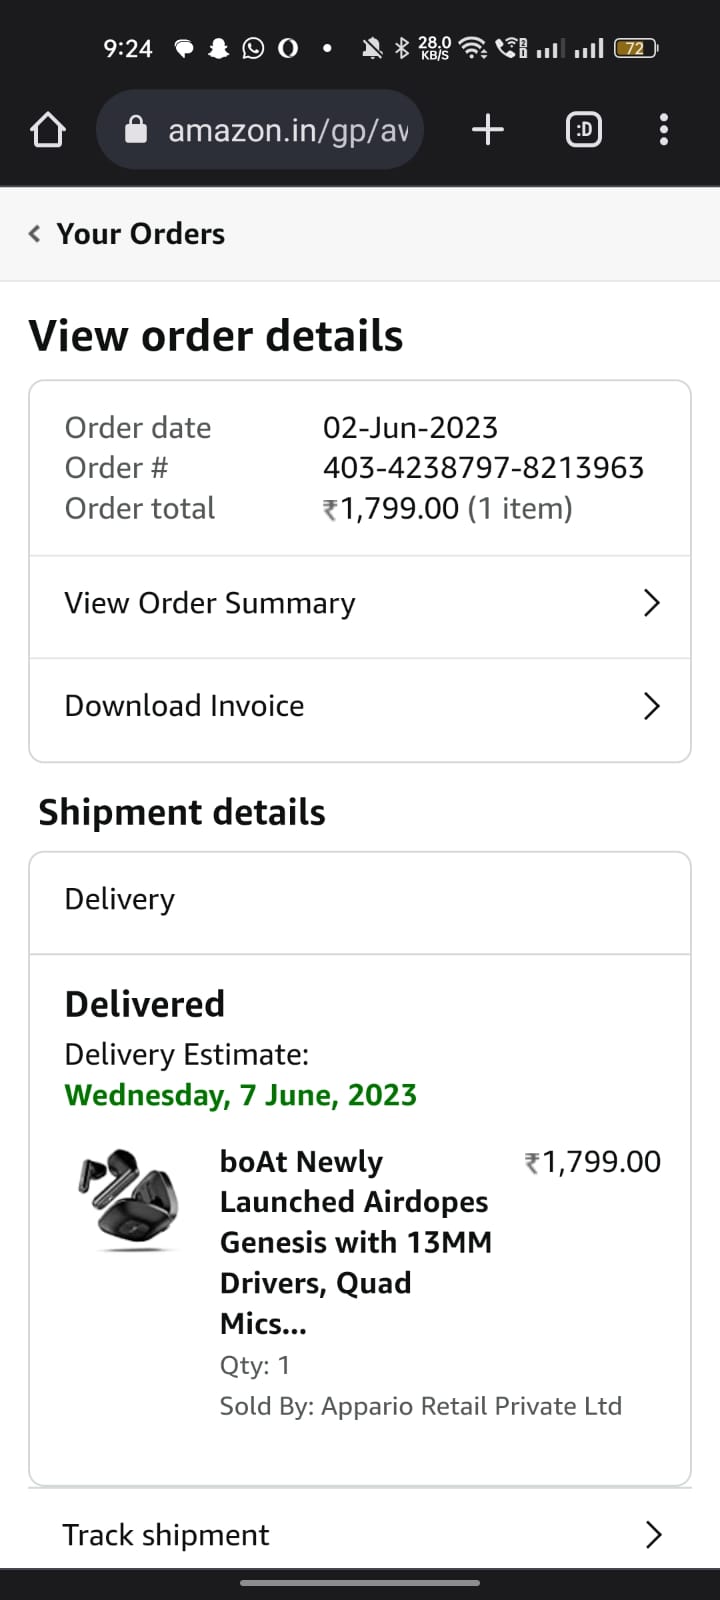 9:24
28.0
KB/S
72
amazon.in/gp/av
:D
Your Orders
View order details
Order date 02-Jun-2023
Order # 403-4238797-8213963
Order total ₹1,799.00 (1 item)
View Order Summary
Download Invoice
Shipment details
Delivery
Delivered
Delivery Estimate:
Wednesday, 7 June, 2023
boAt Newly ₹1,799.00
Launched Airdopes
Genesis with 13MM
Drivers, Quad
Mics...
Qty: 1
Sold By: Appario Retail Private Ltd
Track shipment